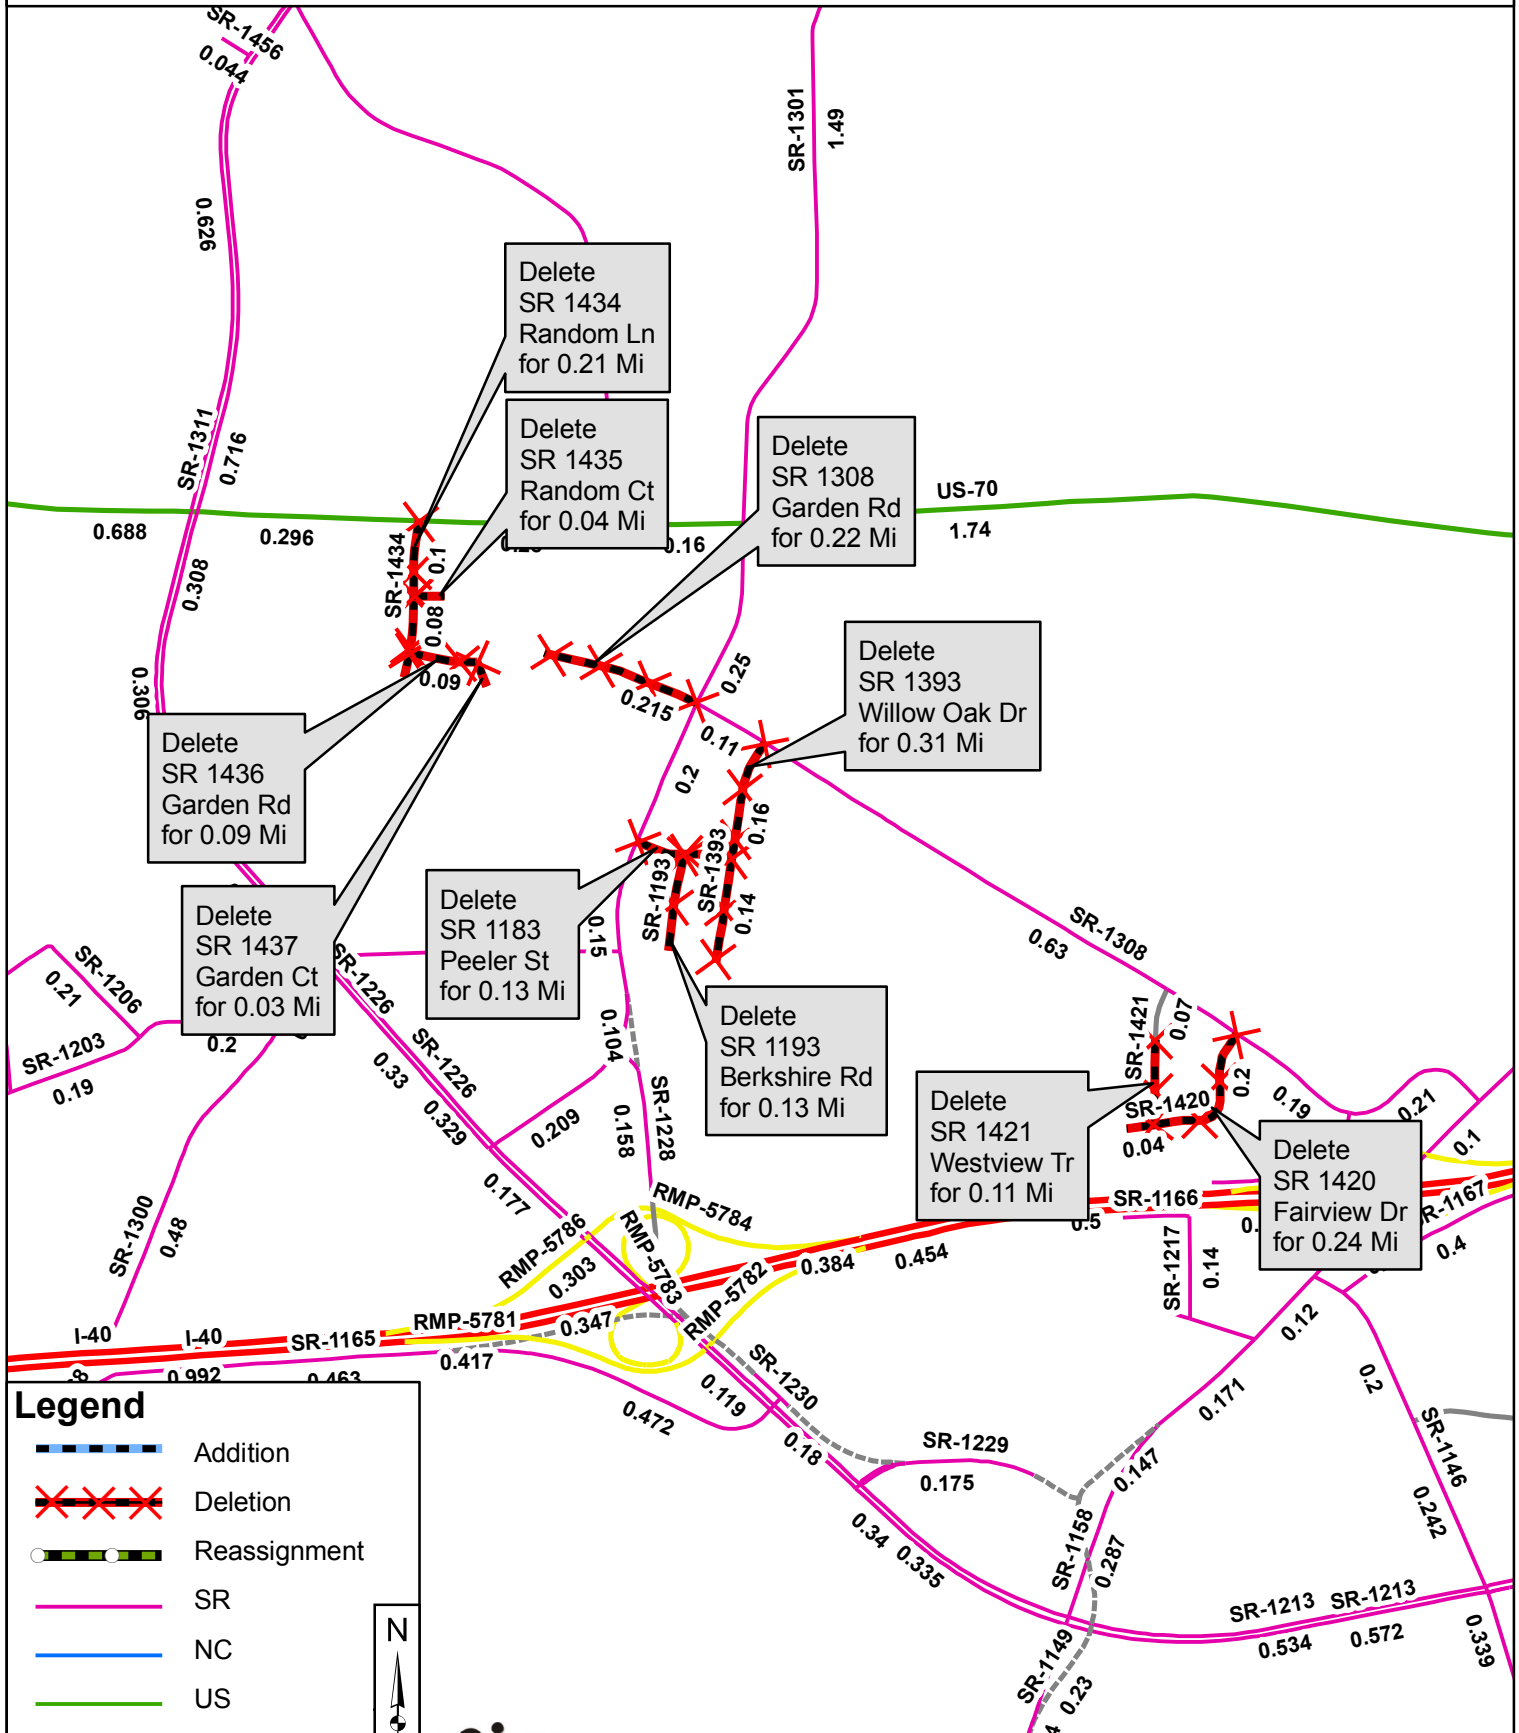 SR-1456
0.044
SR-1301
1.49
0.626
Delete
SR 1434
Random Ln
for 0.21 Mi
Delete
SR 1435
Random Ct
for 0.04 Mi
Delete
SR 1308
Garden Rd
for 0.22 Mi
SR-1311
0.716
US-70
0.688
0.296
0.16
1.74
SR-1434
0.1
0.308
0.08
0.09
0.306
0.215
0.25
0.11
0.2
Delete
SR 1393
Willow Oak Dr
for 0.31 Mi
Delete
SR 1436
Garden Rd
for 0.09 Mi
0.16
SR-1393
SR-1193
0.14
Delete
SR 1437
Garden Ct
for 0.03 Mi
Delete
SR 1183
Peeler St
for 0.13 Mi
0.15
SR-1308
0.63
SR-1206
0.21
SR-1203
0.19
0.2
SR-1226
SR-1226
0.33
0.329
0.104
0.209
0.158
SR-1228
Delete
SR 1193
Berkshire Rd
for 0.13 Mi
SR-1421
0.07
0.2
SR-1420
0.04
0.19
0.21
0.1
Delete
SR 1421
Westview Tr
for 0.11 Mi
Delete
SR 1420
Fairview Dr
for 0.24 Mi
SR-1300
0.48
0.177
RMP-5786
0.303
RMP-5783
RMP-5784
RMP-5782
0.384
0.454
0.5
SR-1166
SR-1217
0.14
SR-1167
0.4
0.12
I-40
I-40
SR-1165
RMP-5781
0.347
0.417
0.992
0.463
0.472
0.119
SR-1230
0.18
SR-1229
0.175
0.171
0.147
0.2
SR-1146
0.242
0.34
0.335
SR-1158
0.287
SR-1149
0.23
SR-1213
SR-1213
0.534
0.572
0.339
Legend
Addition
Deletion
Reassignment
SR
NC
US
N